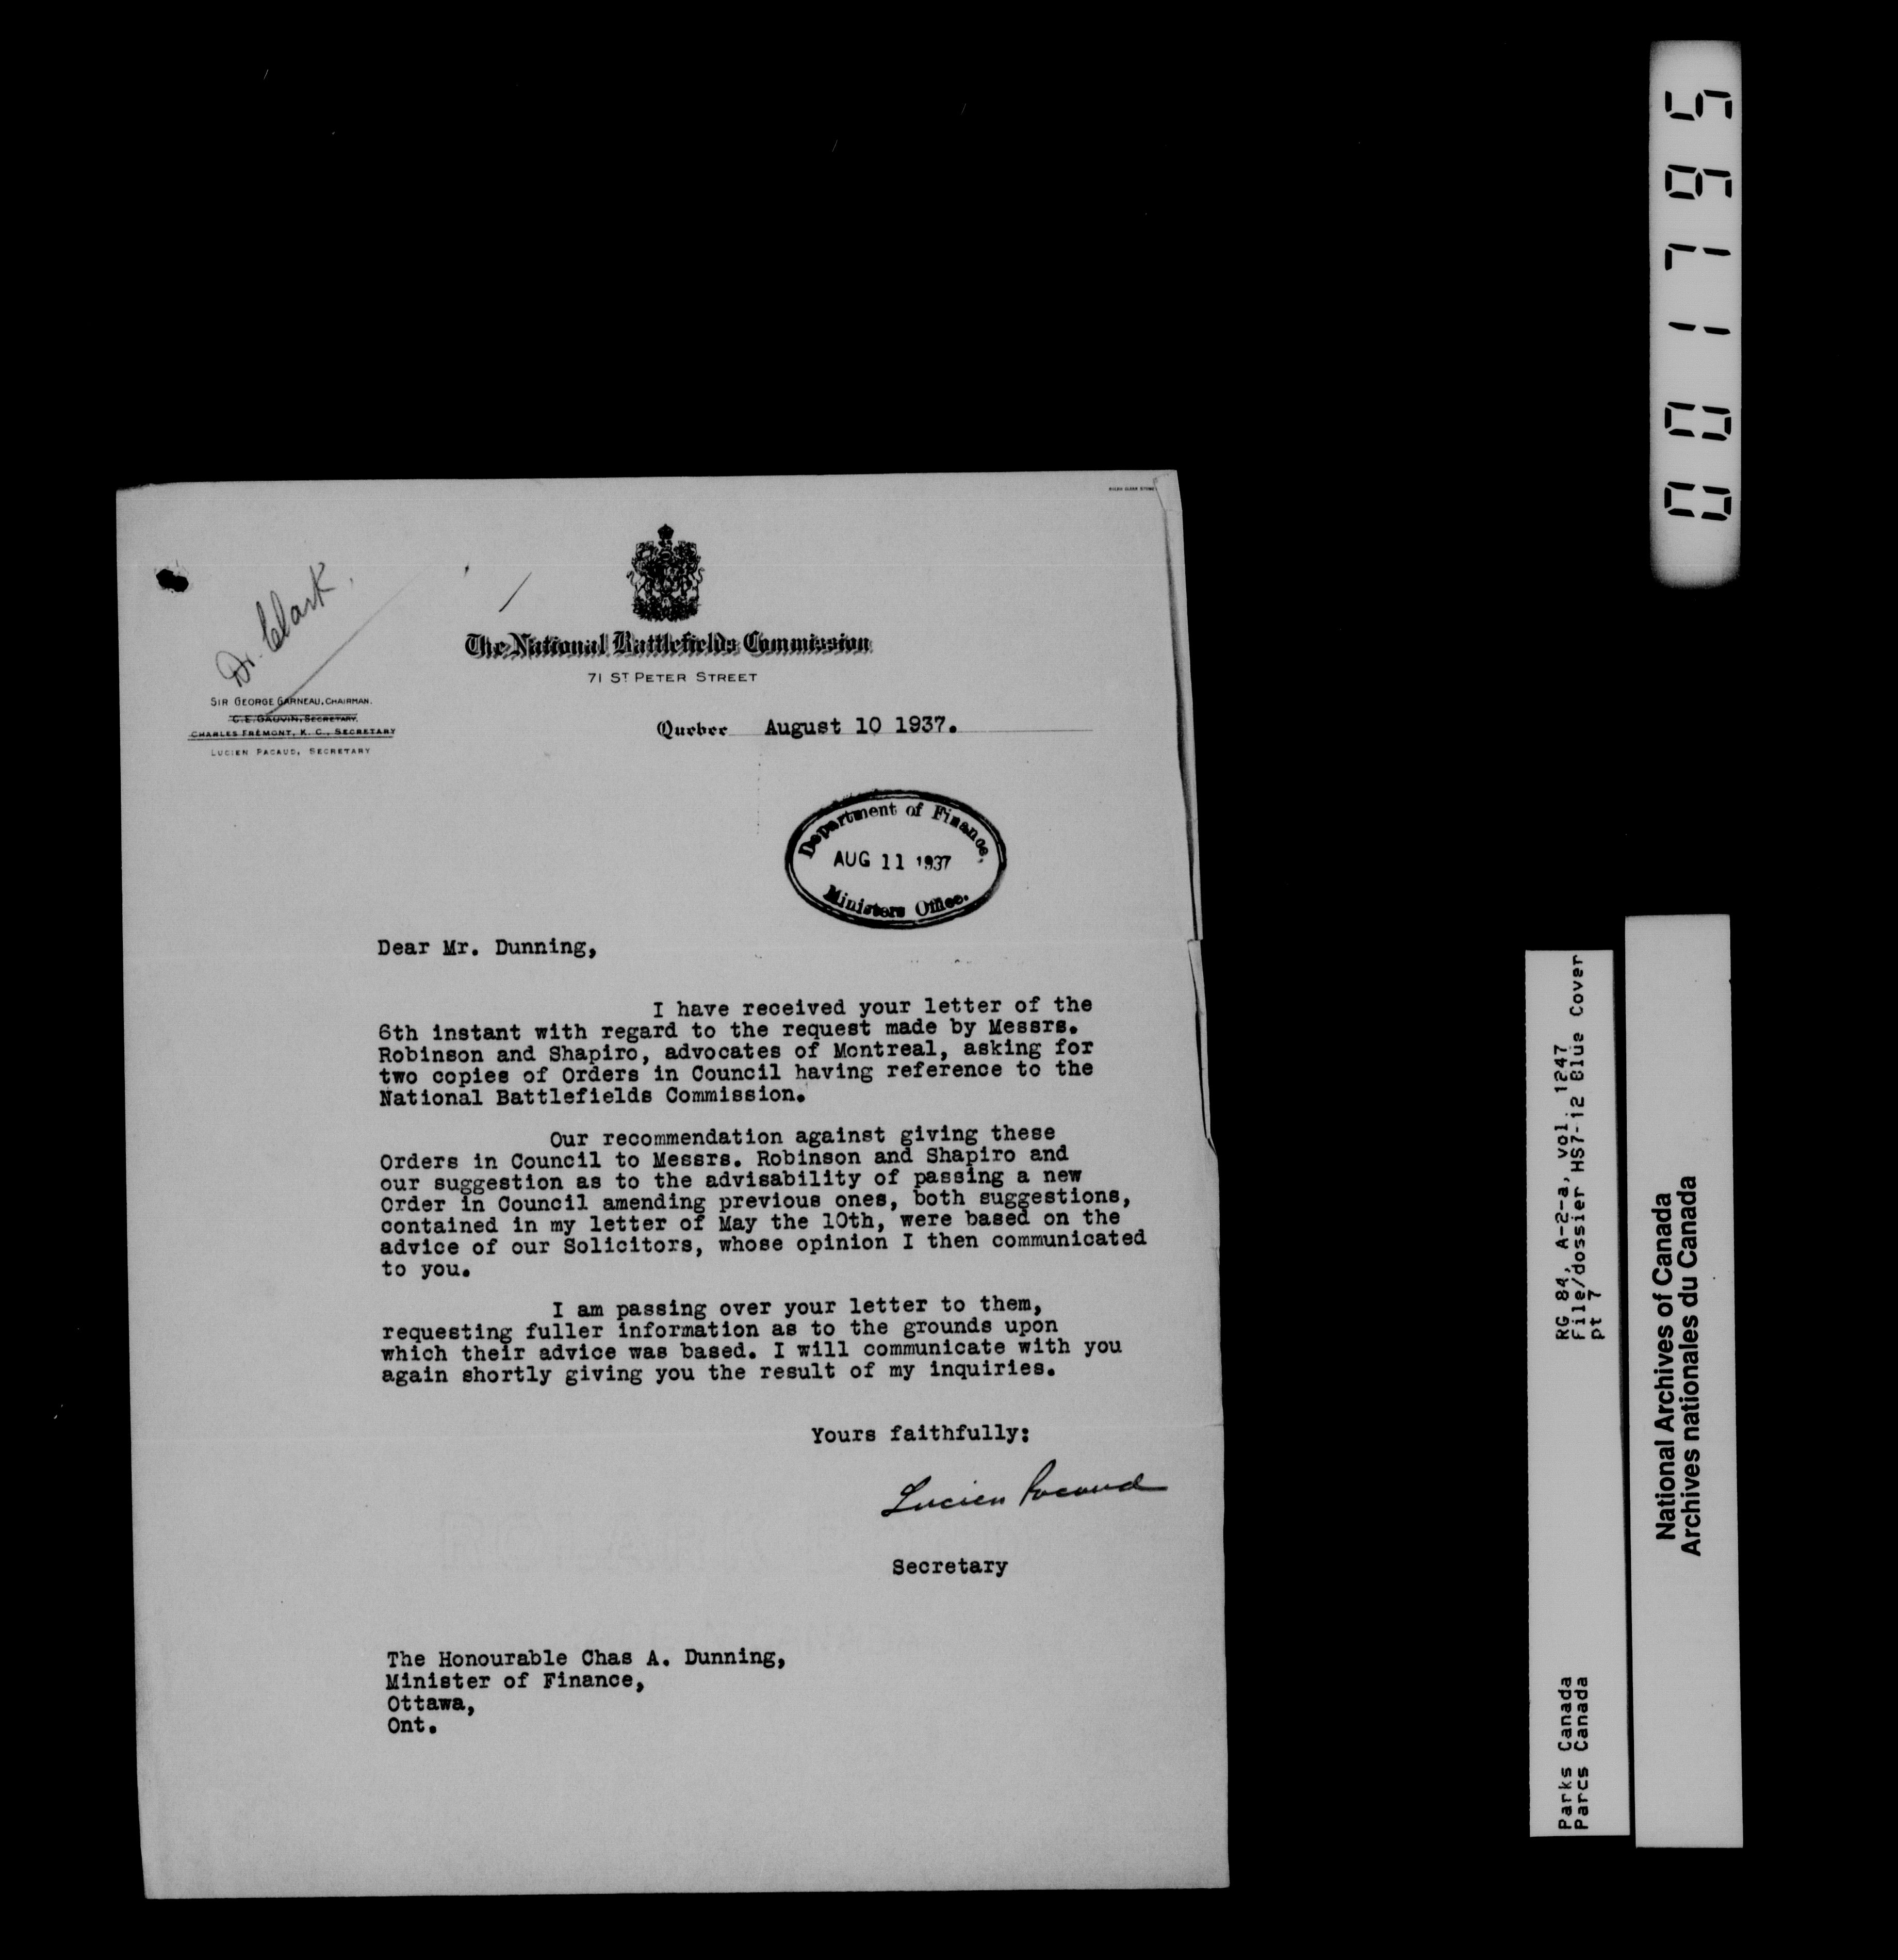 Dr. Clark
The National Battlefields Commission
71 ST PETER STREET
SIR GEORGE GARNEAU, CHAIRMAN.
C. E. GAUVIN, SECRETARY.
CHARLES FRÉMONT, K. C., SECRETARY
LUCIEN PACAUD, SECRETARY
Quebec August 10 1937.
Department of Finance,
AUG 11 1937
Ministers Office.
Dear Mr. Dunning,
I have received your letter of the
6th instant with regard to the request made by Messrs.
Robinson and Shapiro, advocates of Montreal, asking for
two copies of Orders in Council having reference to the
National Battlefields Commission.
Our recommendation against giving these
Orders in Council to Messrs. Robinson and Shapiro and
our suggestion as to the advisability of passing a new
Order in Council amending previous ones, both suggestions,
contained in my letter of May the 10th, were based on the
advice of our Solicitors, whose opinion I then communicated
to you.
I am passing over your letter to them,
requesting fuller information as to the grounds upon
which their advice was based. I will communicate with you
again shortly giving you the result of my inquiries.
Yours faithfully:
Lucien Pacaud
Secretary
The Honourable Chas A. Dunning,
Minister of Finance,
Ottawa,
Ont.
001795
Parks Canada RG 84, A-2-a, vol. 1247
Parcs Canada File/dossier HS7-12 Blue Cover
pt 7
National Archives of Canada
Archives nationales du Canada